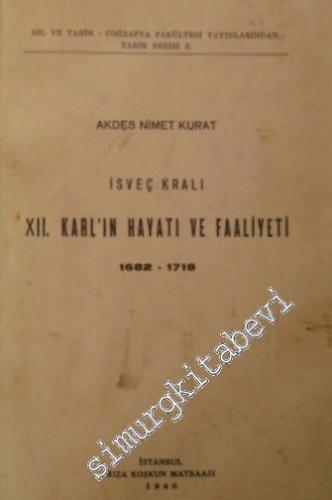 DİL VE TARİH - COĞRAFYA FAKÜLTESİ YAYINLARINDAN:
TARİH SERİSİ 2.
AKDES NİMET KURAT
İSVEÇ KRALI
XII. KARL'IN HAYATI VE FAALİYETİ
1682 - 1718
simurgkitabevi.com
İSTANBUL
RIZA KOŞKUN MATBAASI
1940